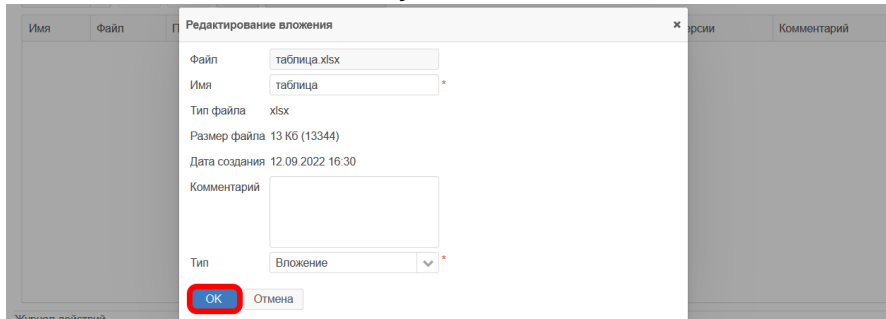 Имя Файл Редактирование вложения × Комментарий
Файл таблица.xlsx
Имя таблица *
Тип файла xlsx
Размер файла 13 Кб (13344)
Дата создания 12.09.2022 16:30
Комментарий
Тип Вложение *
OK Отмена